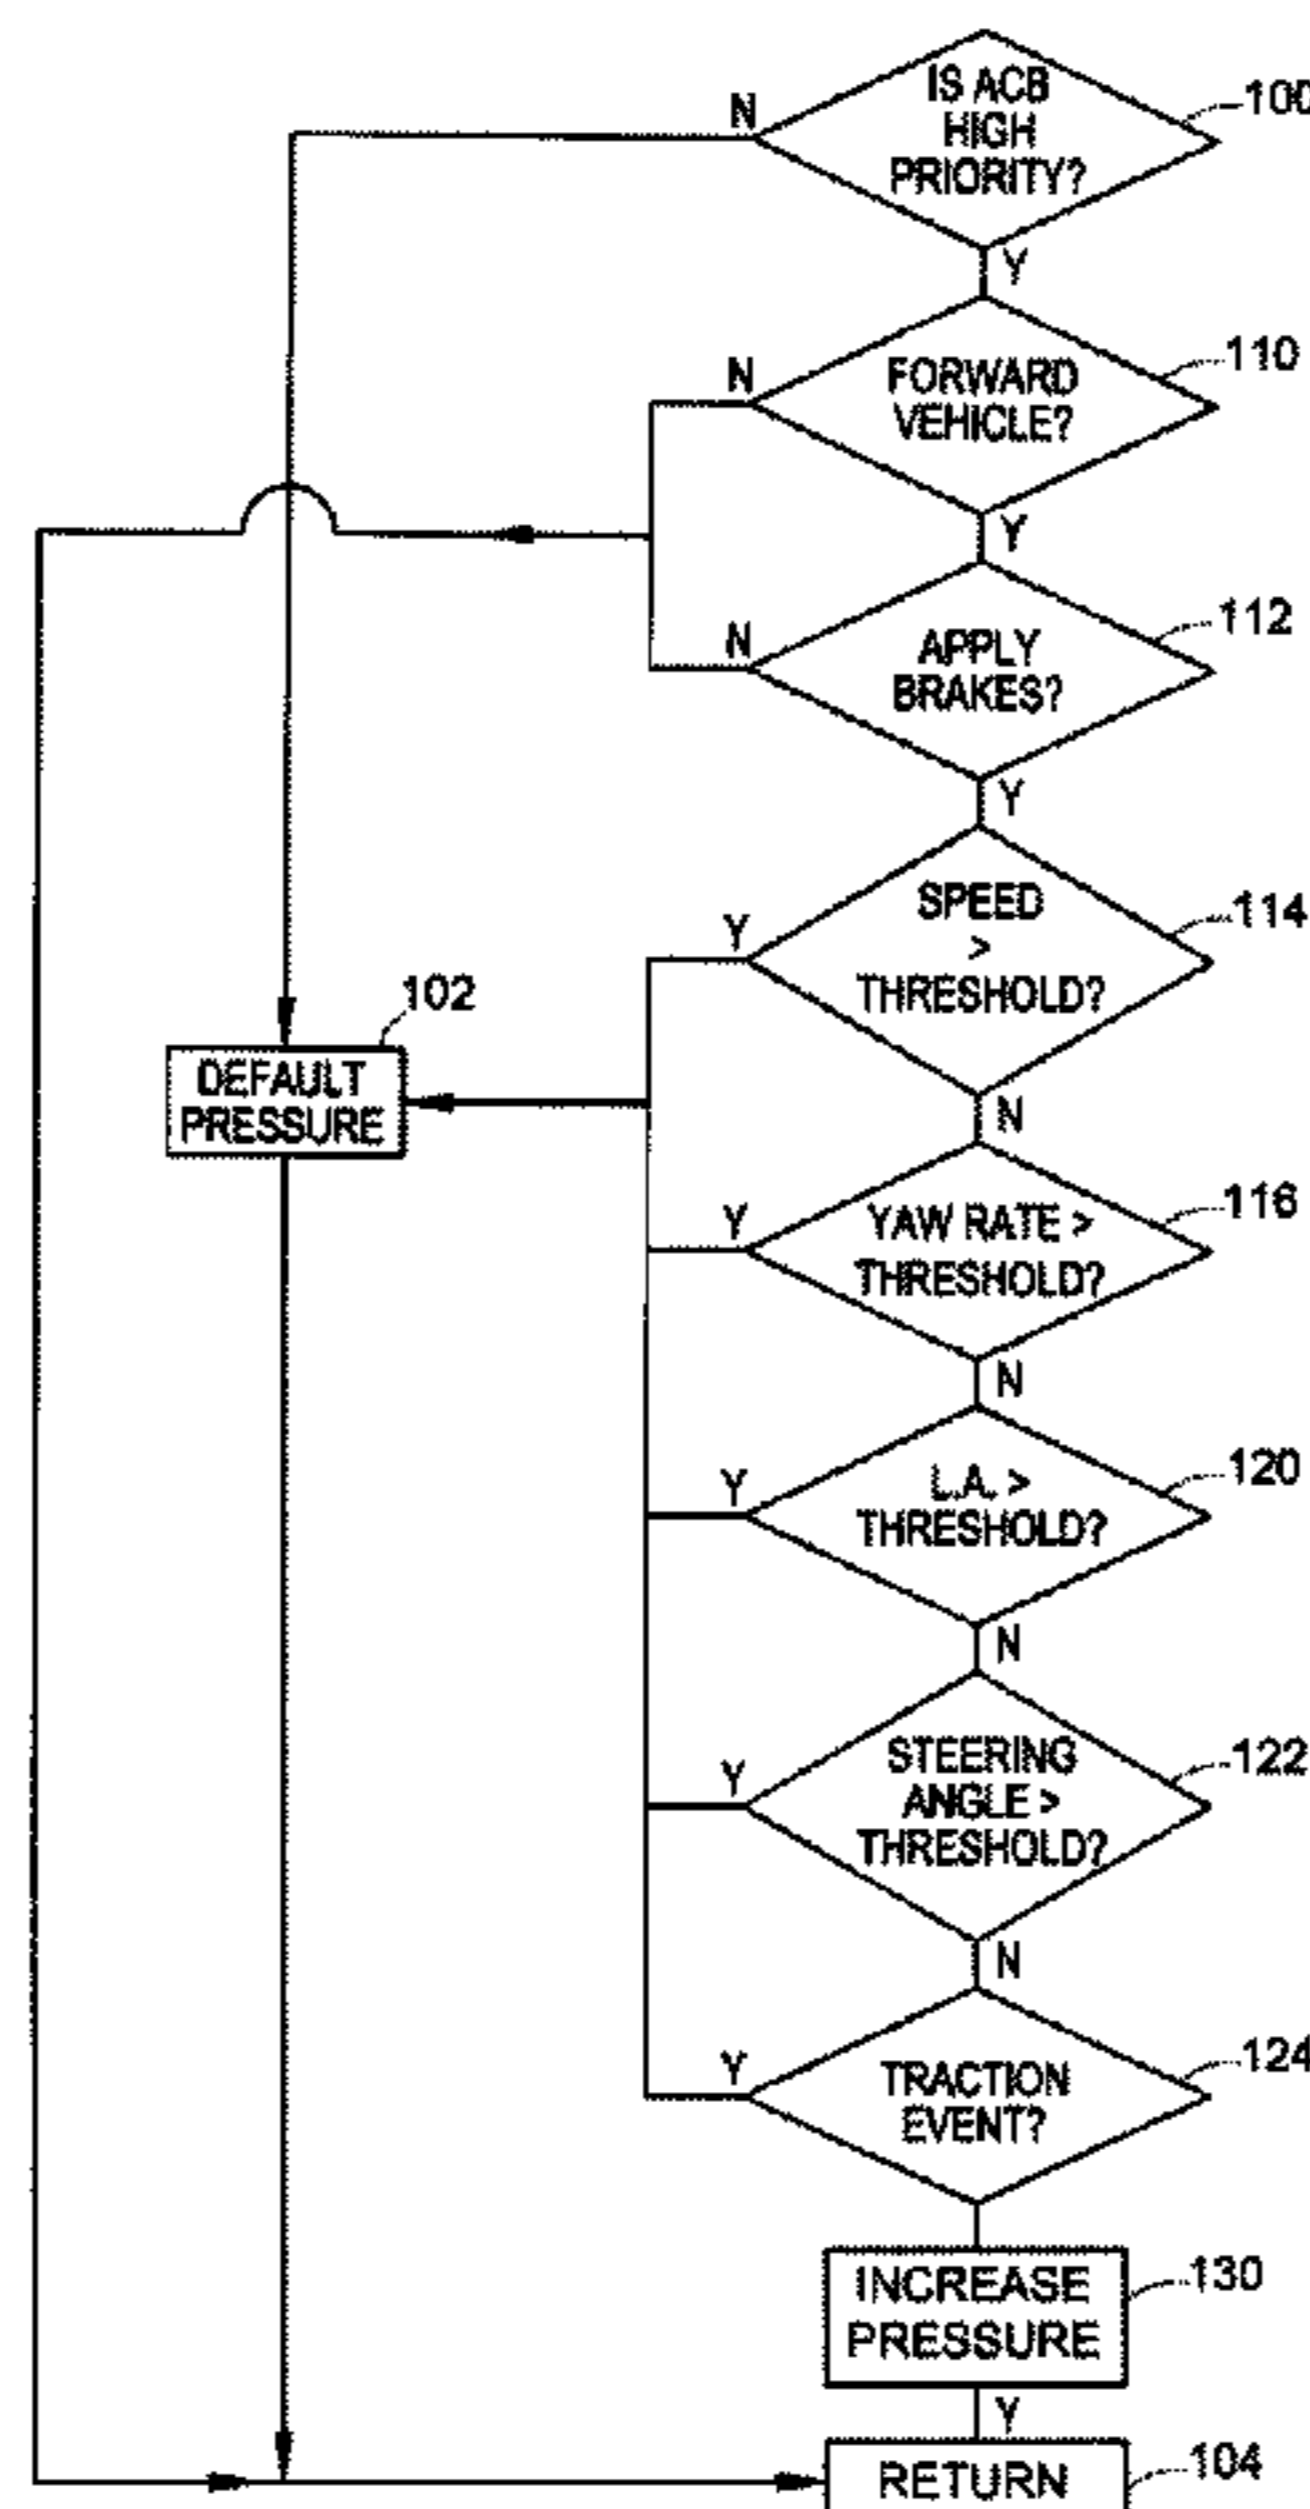 IS ACB
HIGH
PRIORITY?
100
N
Y
FORWARD
VEHICLE?
110
N
Y
APPLY
BRAKES?
112
N
Y
SPEED
>
THRESHOLD?
114
Y
N
102
DEFAULT
PRESSURE
YAW RATE >
THRESHOLD?
116
Y
N
L.A. >
THRESHOLD?
120
Y
N
STEERING
ANGLE >
THRESHOLD?
122
Y
N
TRACTION
EVENT?
124
Y
INCREASE
PRESSURE
130
Y
RETURN
104